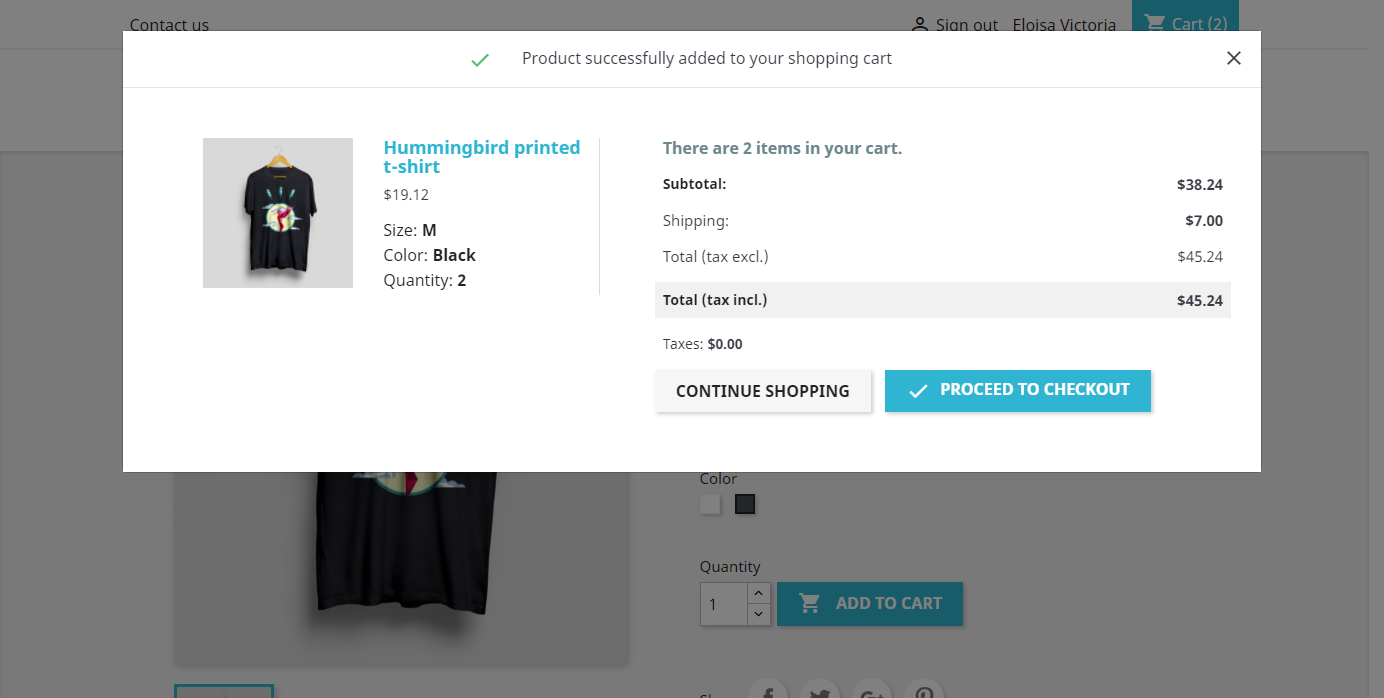 Contact us
Sign out Eloisa Victoria Cart (2)
Product successfully added to your shopping cart
Hummingbird printed
t-shirt
$19.12
Size: M
Color: Black
Quantity: 2
There are 2 items in your cart.
Subtotal: $38.24
Shipping: $7.00
Total (tax excl.) $45.24
Total (tax incl.) $45.24
Taxes: $0.00
CONTINUE SHOPPING PROCEED TO CHECKOUT
Color
Quantity
1 ADD TO CART